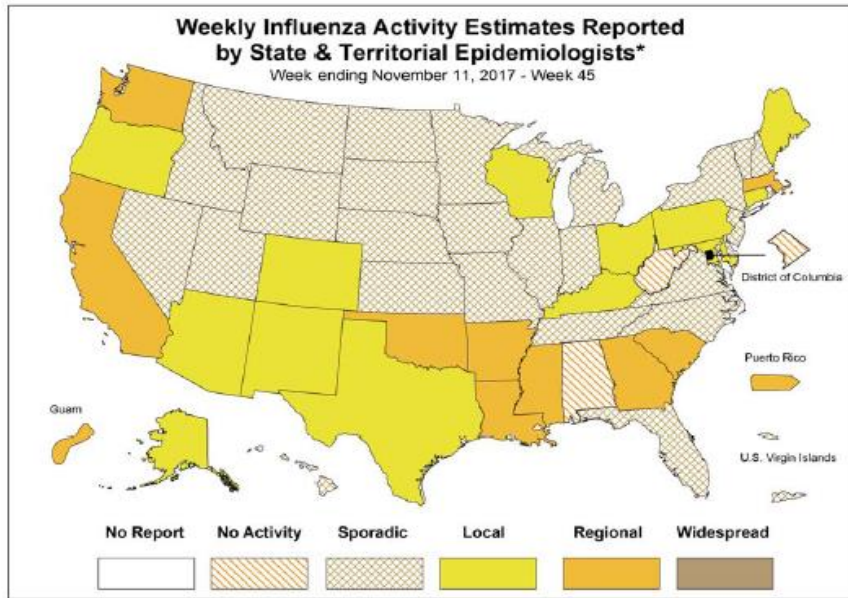 Weekly Influenza Activity Estimates Reported
by State & Territorial Epidemiologists*
Week ending November 11, 2017 - Week 45
District of Columbia
Puerto Rico
Guam
U.S. Virgin Islands
No Report No Activity Sporadic Local Regional Widespread